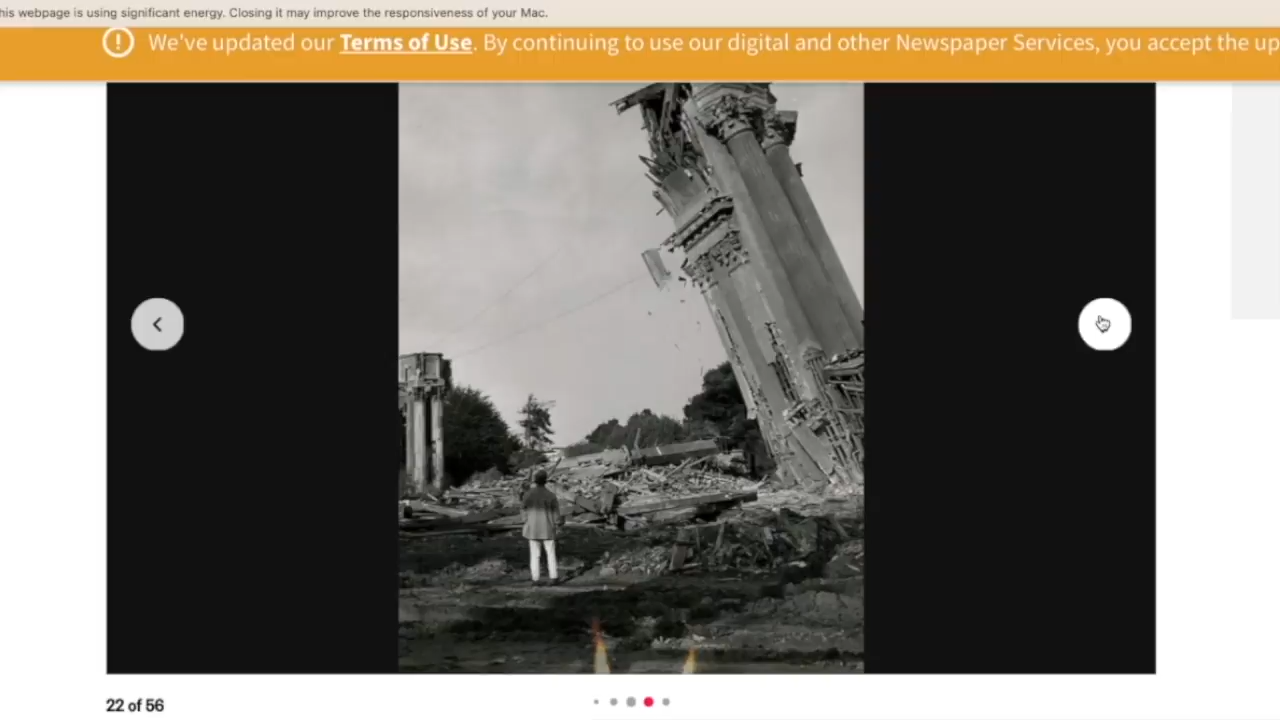 his webpage is using significant energy. Closing it may improve the responsiveness of your Mac.
We've updated our Terms of Use. By continuing to use our digital and other Newspaper Services, you accept the up
22 of 56